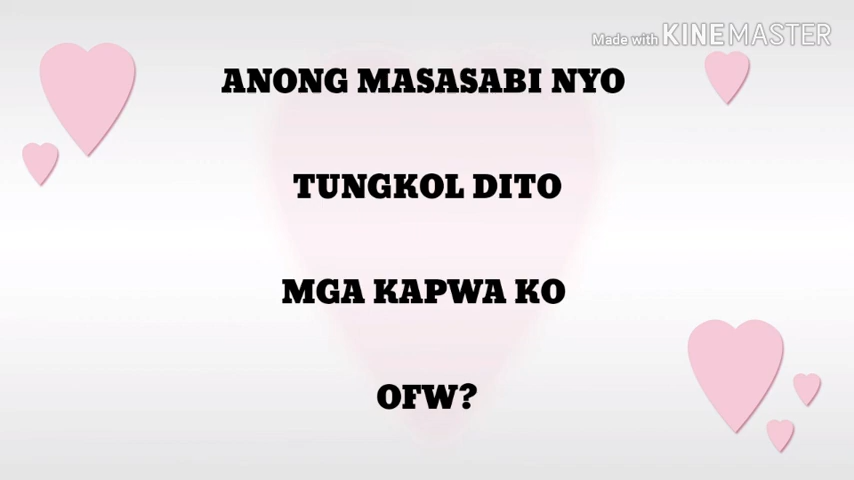 Made with KINEMASTER
ANONG MASASABI NYO
TUNGKOL DITO
MGA KAPWA KO
OFW?